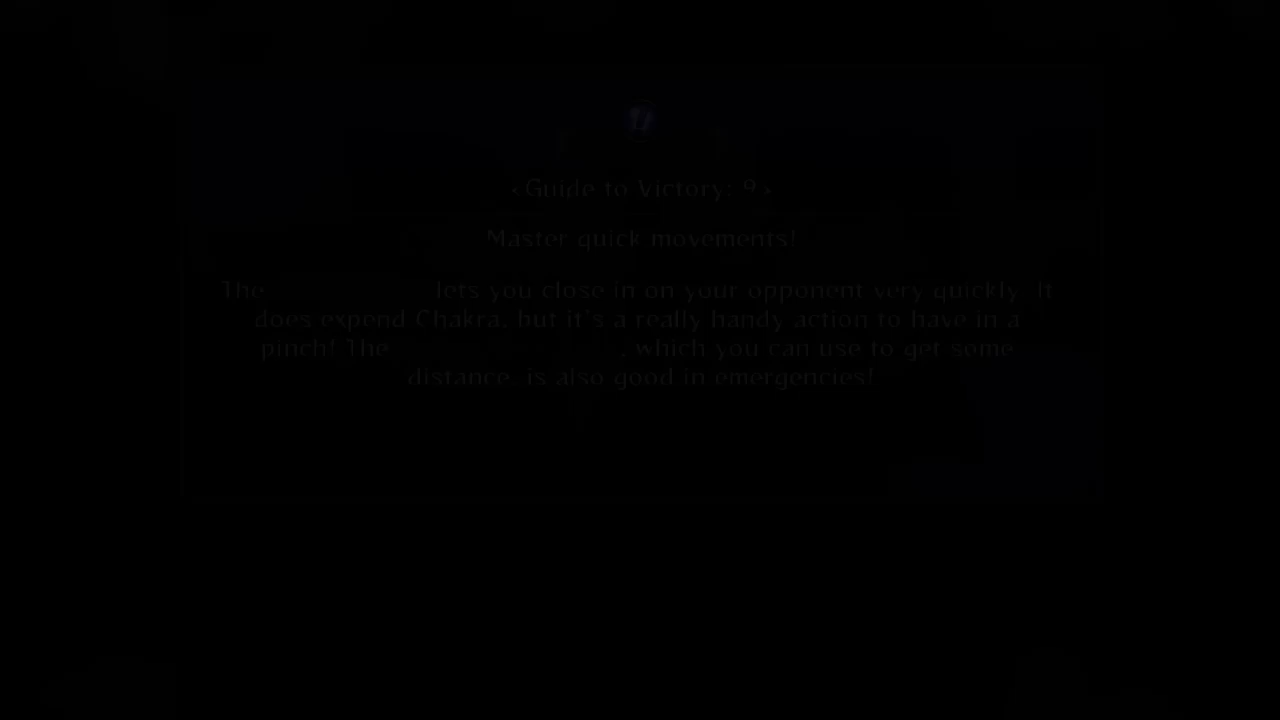 <Guide to Victory: 9>
Master quick movements!
The lets you close in on your opponent very quickly. It
does expend Chakra, but it's a really handy action to have in a
pinch! The , which you can use to get some
distance, is also good in emergencies!